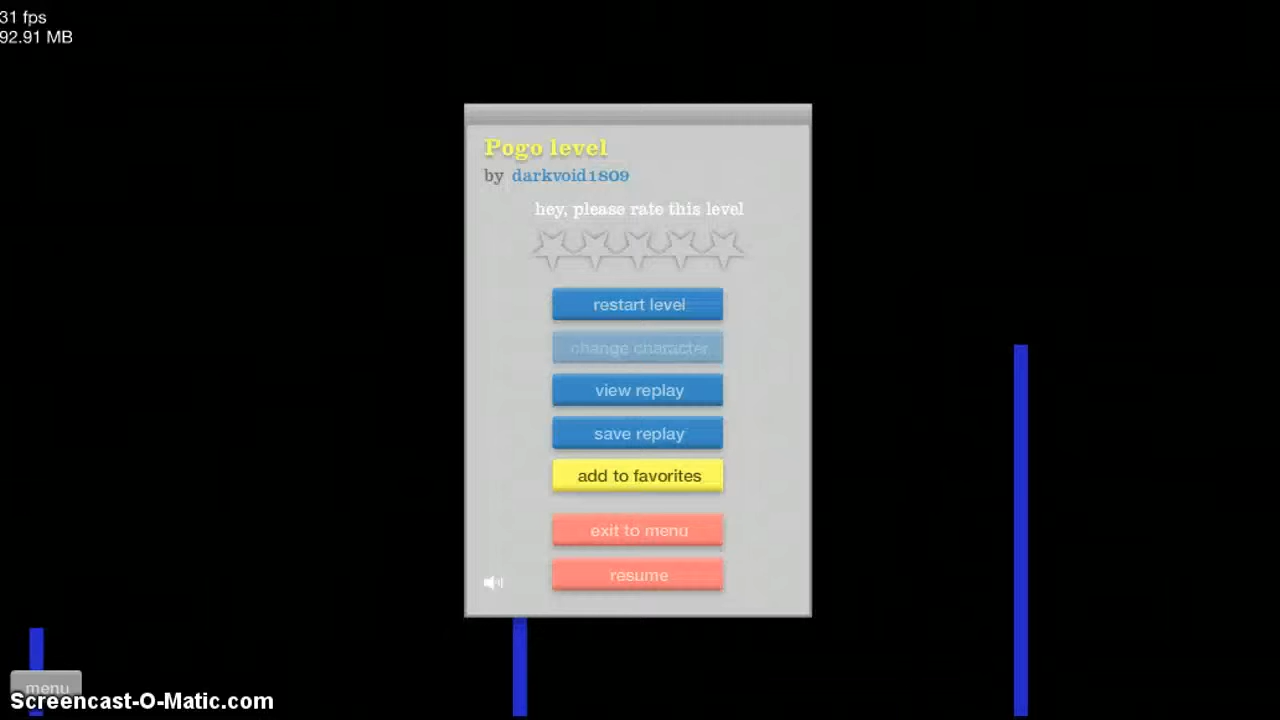 31 fps
92.91 MB
Pogo level
by darkvoid1809
hey, please rate this level
restart level
change character
view replay
save replay
add to favorites
exit to menu
resume
menu
Screencast-O-Matic.com